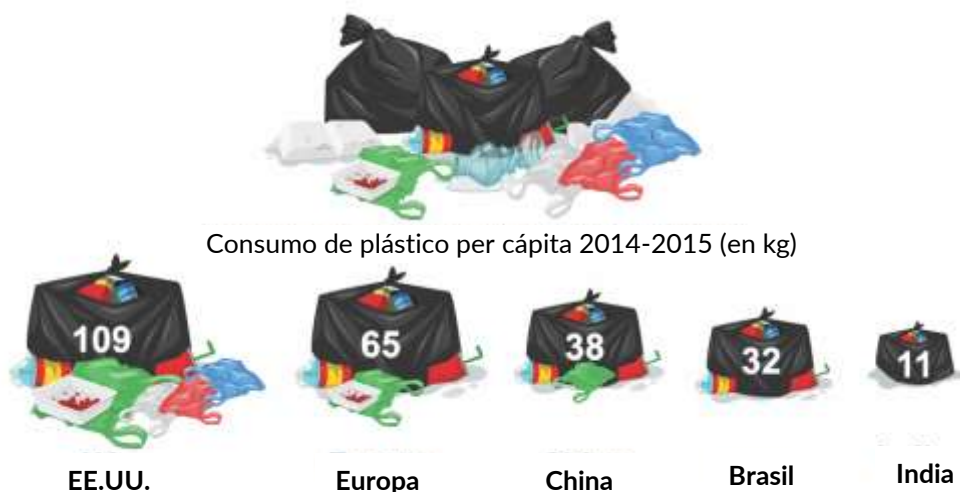 Consumo de plástico per cápita 2014-2015 (en kg)
109 65 38 32 11
EE.UU. Europa China Brasil India